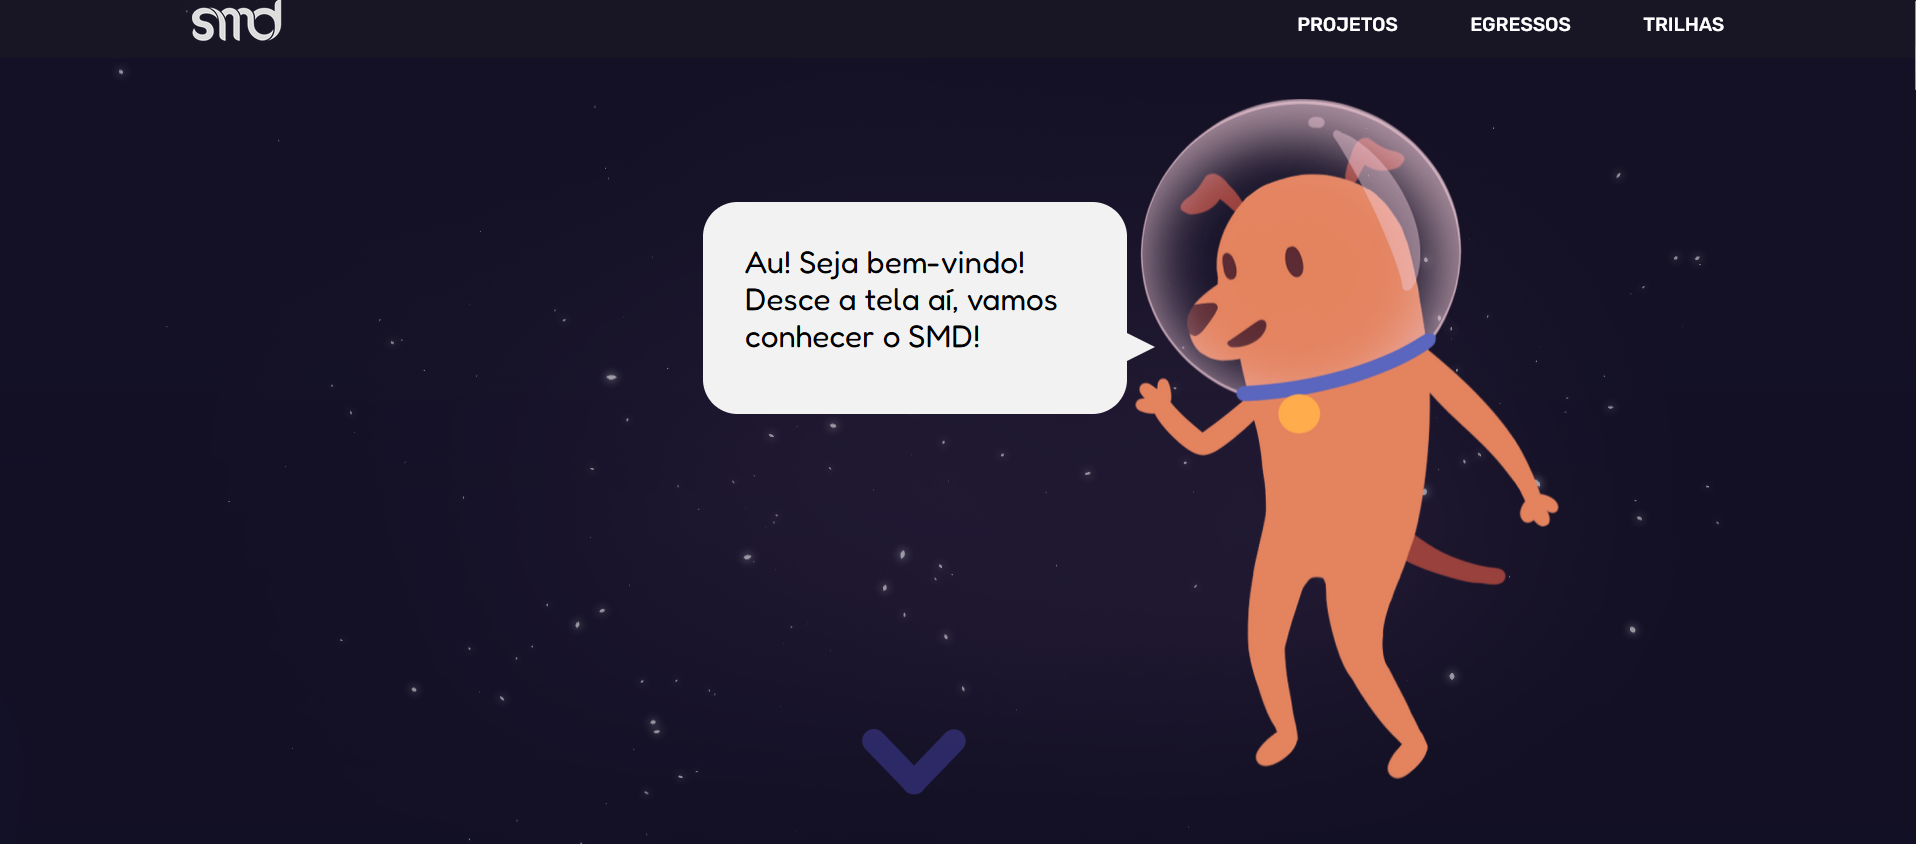 smd
PROJETOS EGRESSOS TRILHAS
Au! Seja bem-vindo!
Desce a tela aí, vamos
conhecer o SMD!